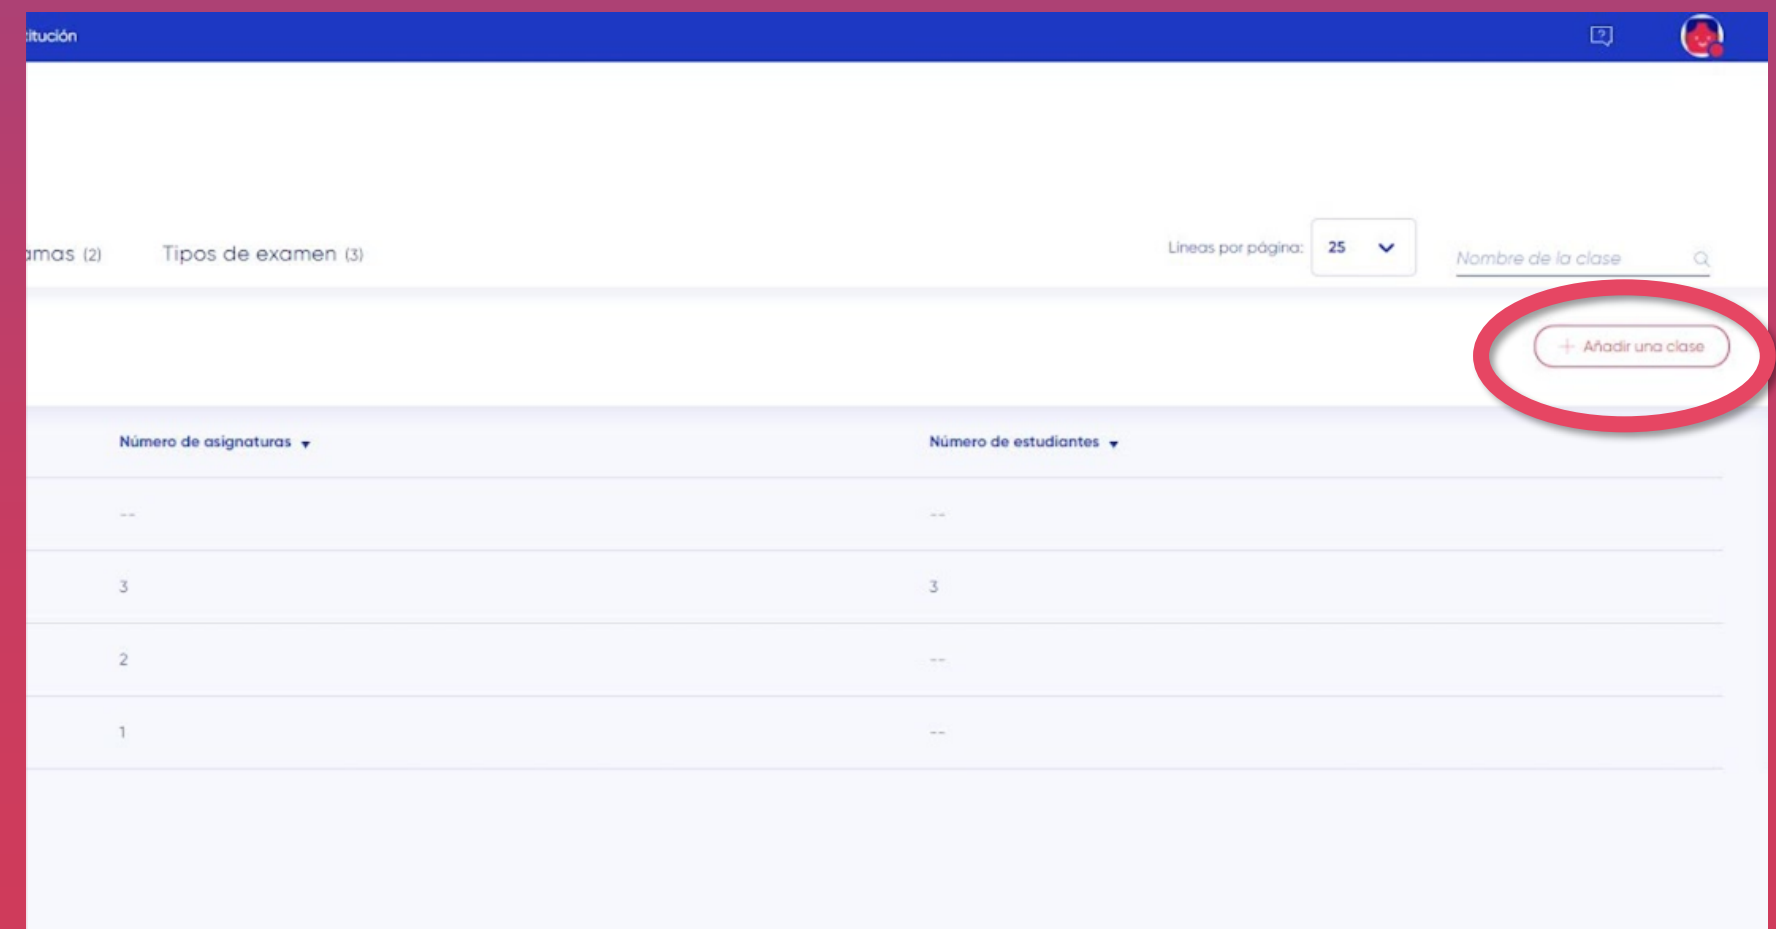 titución
amas (2) Tipos de examen (3) Líneas por página: 25 Nombre de la clase
+ Añadir una clase
Número de asignaturas Número de estudiantes
-- --
3 3
2 --
1 --